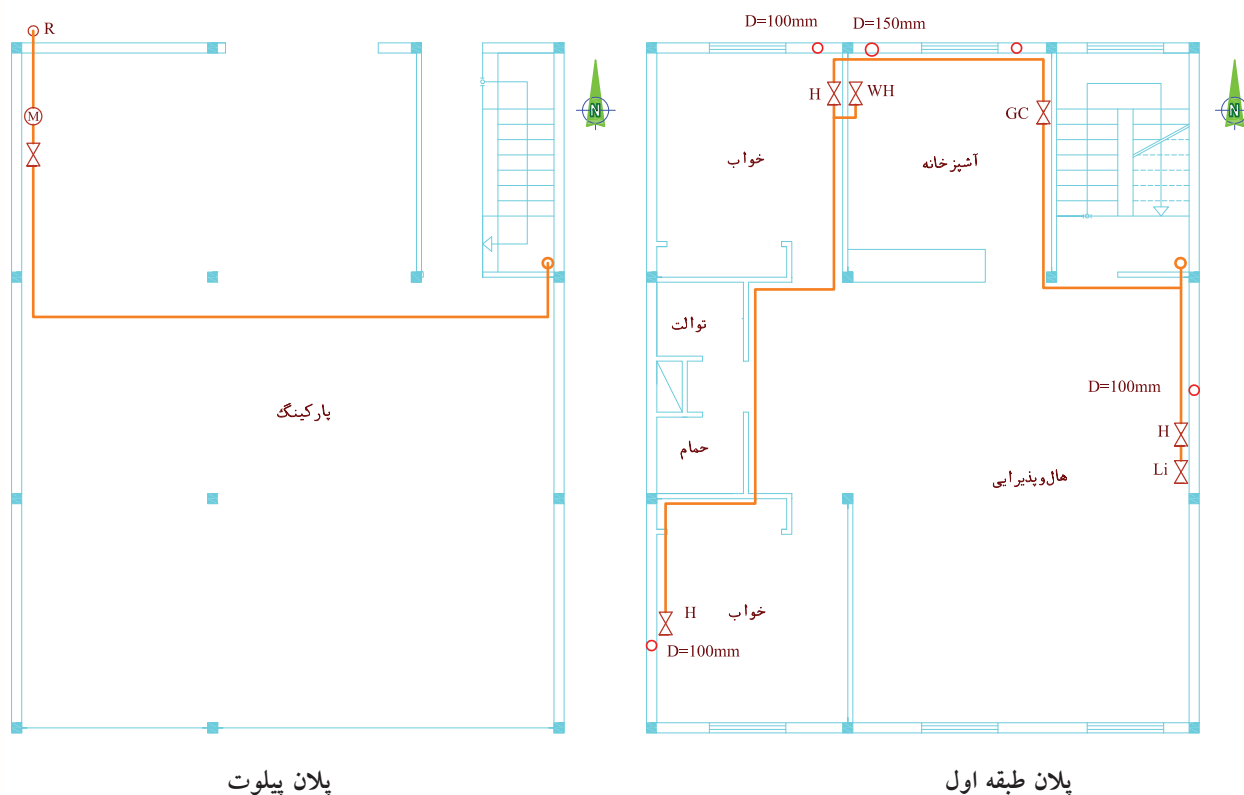 R
M
N
پارکینگ
پلان پیلوت
D=100mm
D=150mm
H
WH
GC
N
خواب
آشپزخانه
توالت
D=100mm
حمام
H
هال‌وپذیرایی
Li
H
خواب
D=100mm
پلان طبقه اول